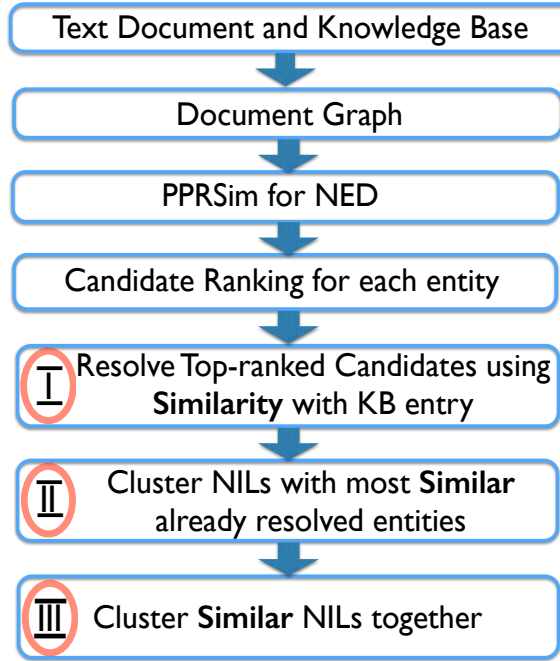 Text Document and Knowledge Base
Document Graph
PPRSim for NED
Candidate Ranking for each entity
I Resolve Top-ranked Candidates using
Similarity with KB entry
II Cluster NILs with most Similar
already resolved entities
III Cluster Similar NILs together